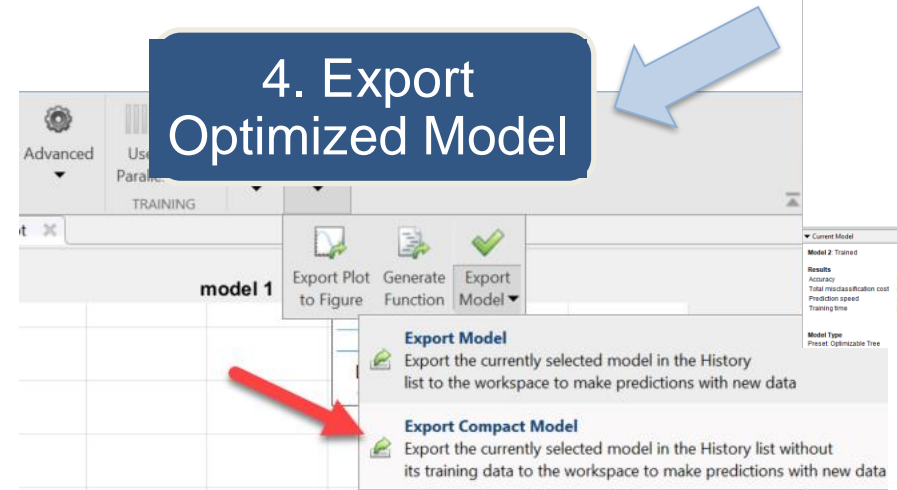 4. Export
Optimized Model
Advanced
Use
TRAINING
model 1
Export Plot
to Figure
Generate
Function
Export
Model
Export Model
Export the currently selected model in the History
list to the workspace to make predictions with new data
Export Compact Model
Export the currently selected model in the History list without
its training data to the workspace to make predictions with new data
Current Model
Model 2: Trained
Results
Accuracy
Total misclassification cost
Prediction speed
Training time
Model Type
Preset: Optimizable Tree